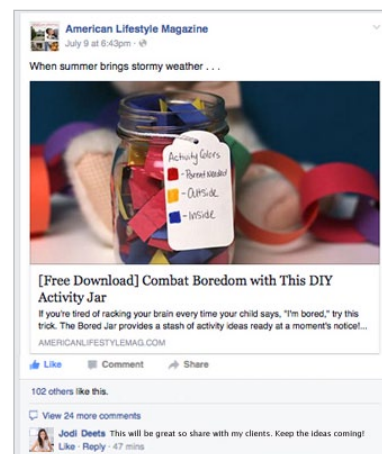 American Lifestyle Magazine
July 9 at 6:43pm ·
When summer brings stormy weather . . .
Activity Colors
- Parent Needed
- Outside
- Inside
[Free Download] Combat Boredom with This DIY
Activity Jar
If you're tired of racking your brain every time your child says, "I'm bored," try this
trick. The Bored Jar provides a stash of activity ideas ready at a moment's notice!...
AMERICANLIFESTYLEMAG.COM
Like Comment Share
102 others like this.
View 24 more comments
Jodi Deets This will be great so share with my clients. Keep the ideas coming!
Like · Reply · 47 mins